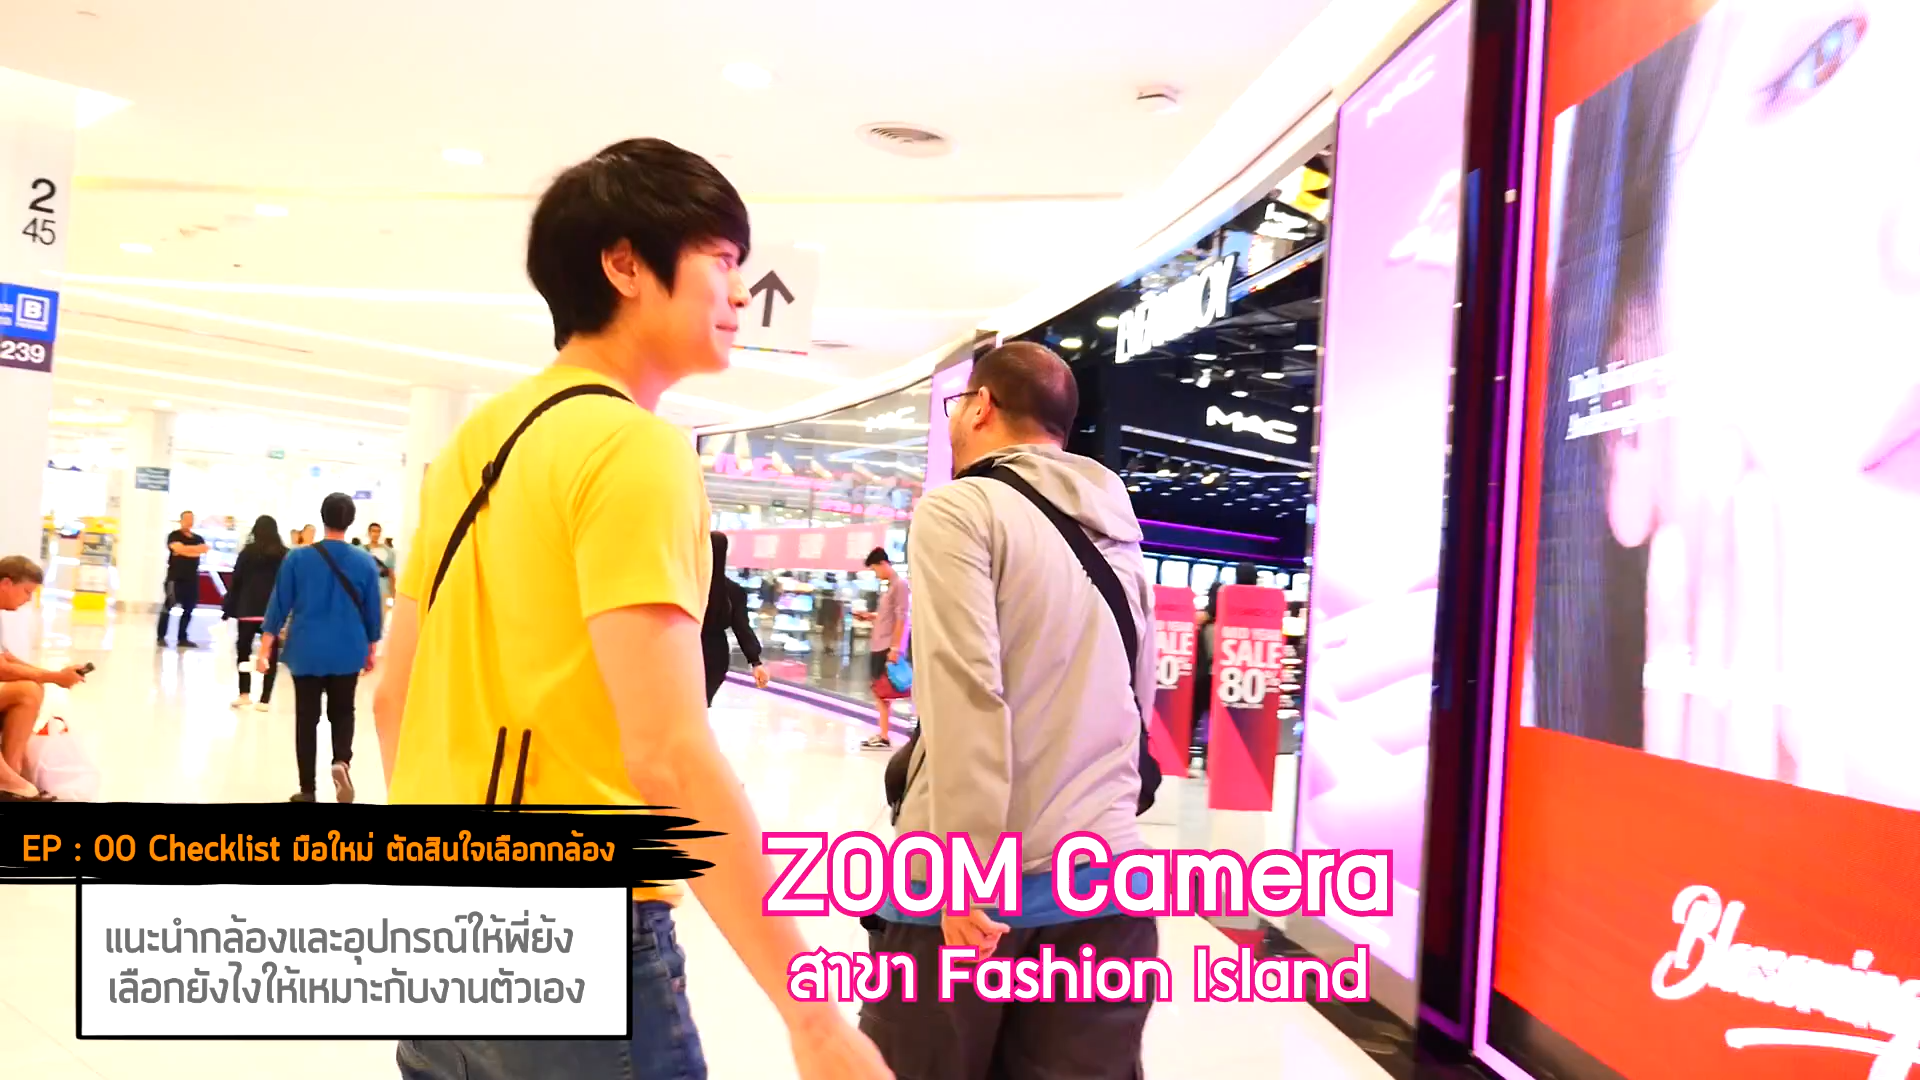 2
45
B
239
BEAUTRIUM
MAC
MAC
SALE
80%
ALE
EP : 00 Checklist มือใหม่ ตัดสินใจเลือกกล้อง
แนะนำกล้องและอุปกรณ์ให้พี่ยัง
เลือกยังไงให้เหมาะกับงานตัวเอง
ZOOM Camera
สาขา Fashion Island